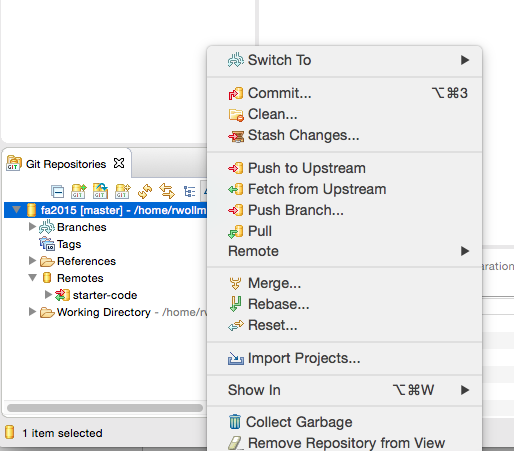 Switch To
Commit... ⌥⌘3
Clean...
Stash Changes...
Push to Upstream
Fetch from Upstream
Push Branch...
Pull
Remote
Merge...
Rebase...
Reset...
Import Projects...
Show In ⌥⌘W
Collect Garbage
Remove Repository from View
GIT Git Repositories
fa2015 [master] - /home/rwollm
Branches
Tags
References
Remotes
starter-code
Working Directory - /home/rw
1 item selected